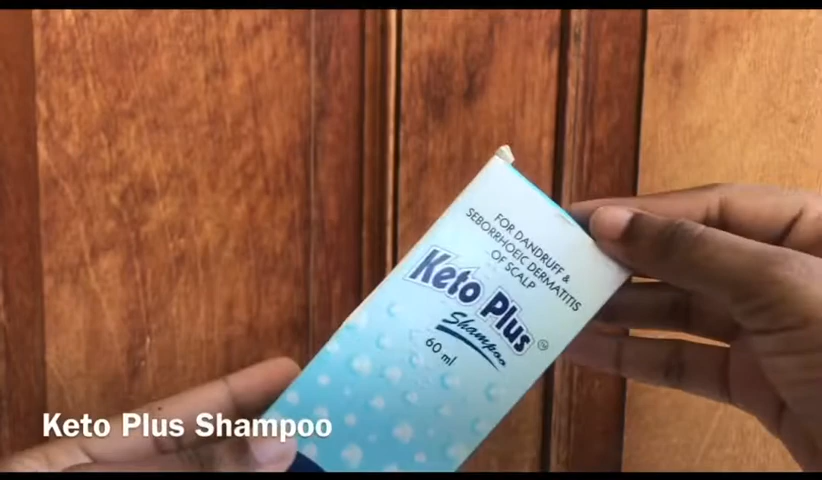 FOR DANDRUFF &
SEBORRHOEIC DERMATITIS
OF SCALP
Keto Plus
Shampoo
60 ml
Keto Plus Shampoo